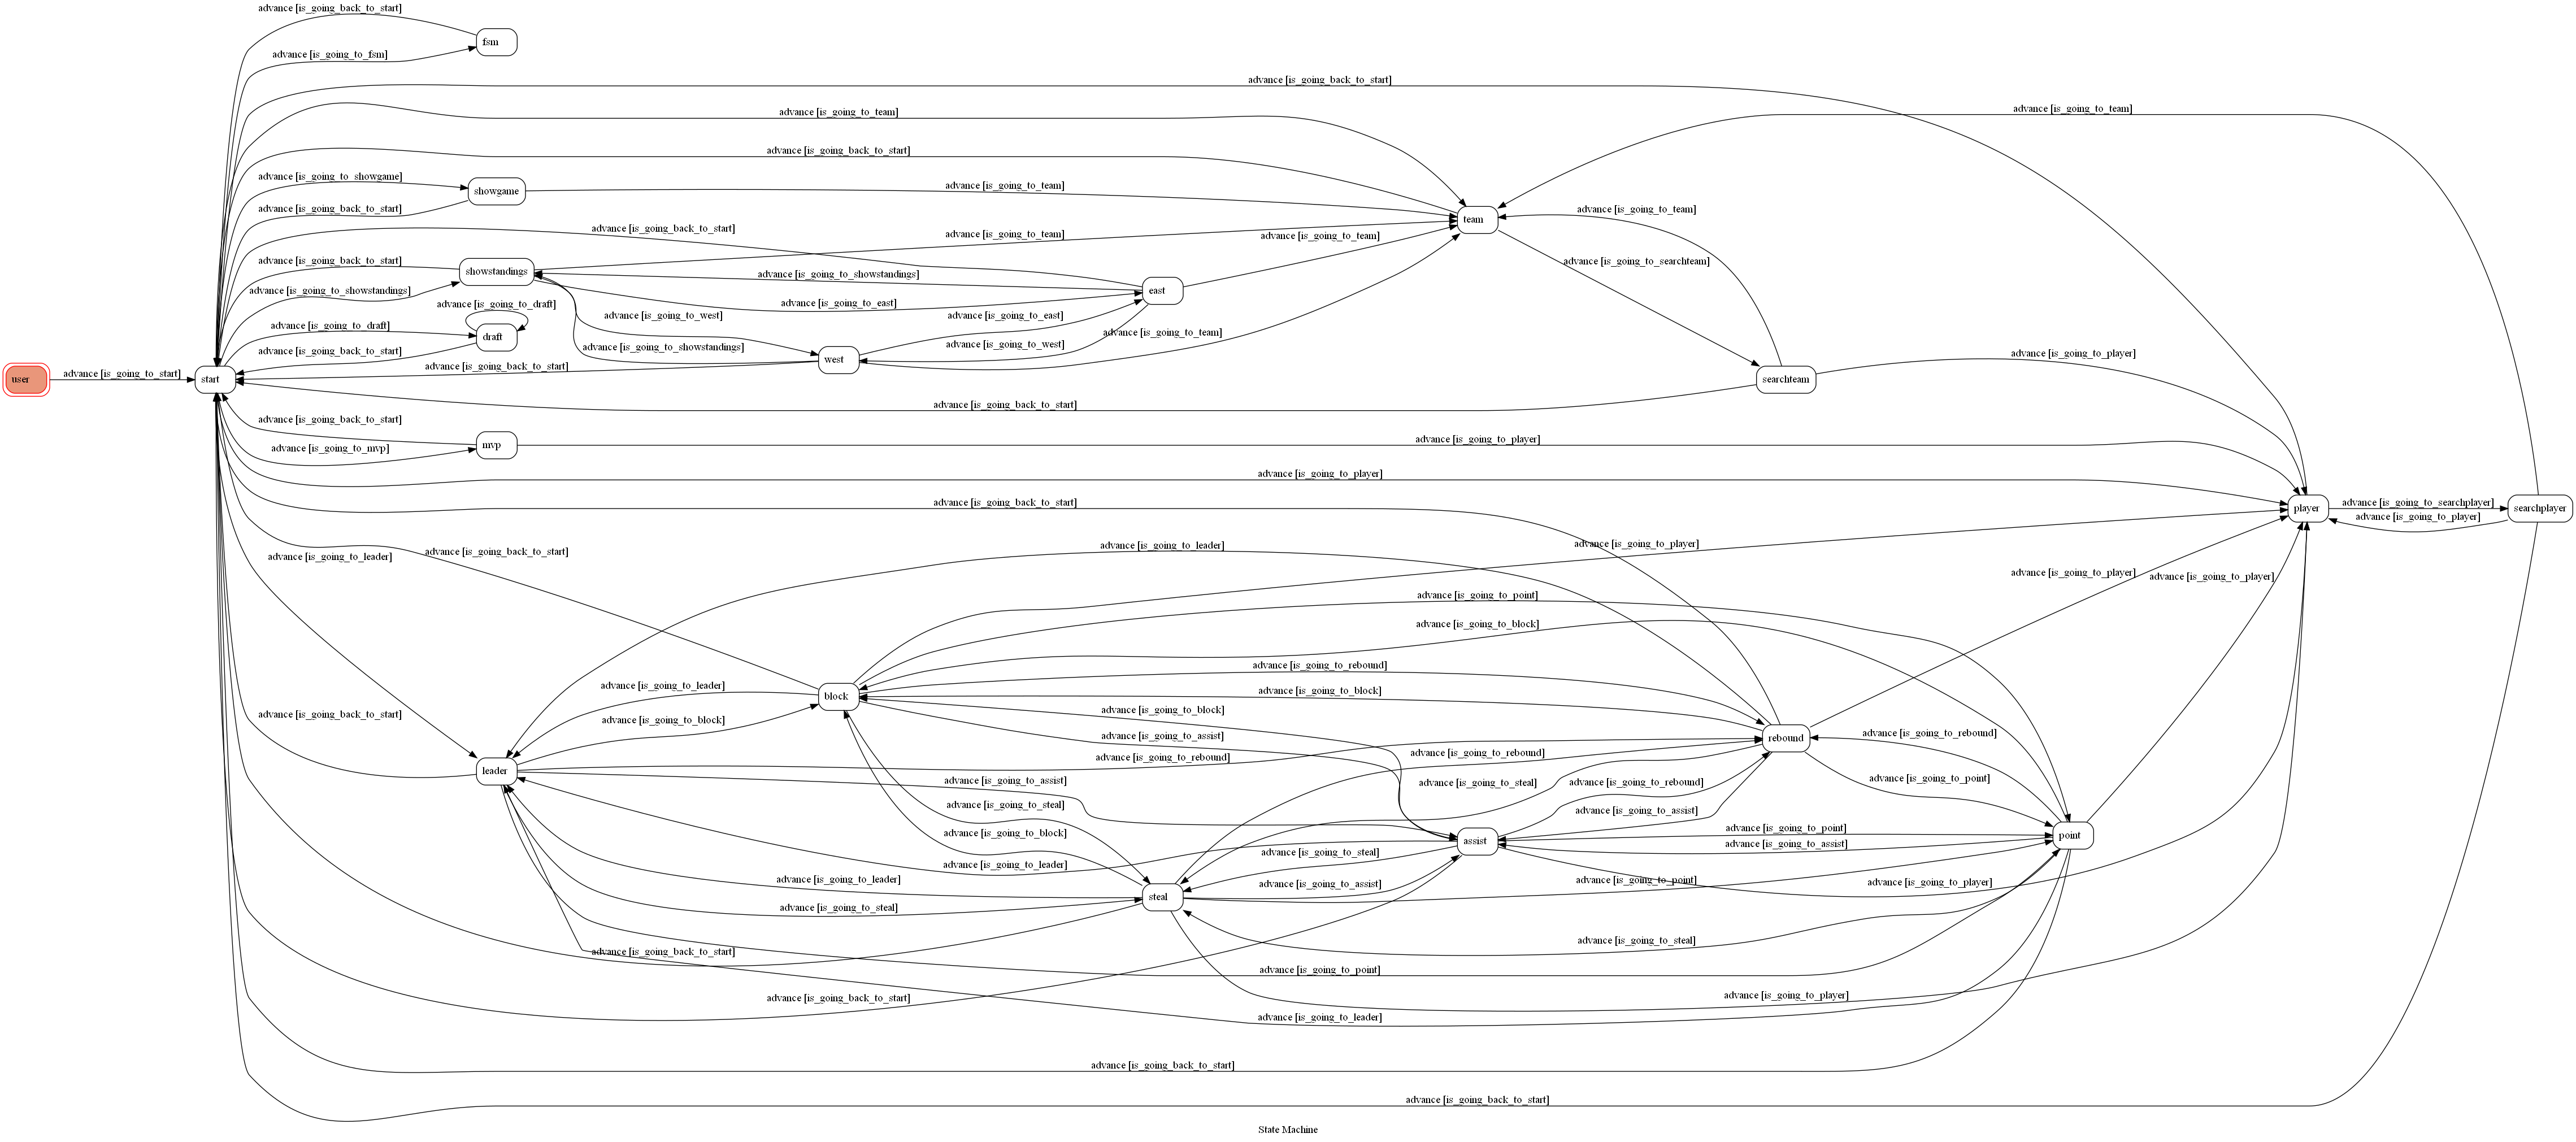 advance [is_going_back_to_start]
fsm
advance [is_going_to_fsm]
advance [is_going_back_to_start]
advance [is_going_to_team]
advance [is_going_to_team]
advance [is_going_back_to_start]
advance [is_going_to_showgame]
showgame
advance [is_going_to_team]
advance [is_going_back_to_start]
advance [is_going_to_team]
team
advance [is_going_back_to_start]
advance [is_going_to_team]
advance [is_going_to_team]
advance [is_going_back_to_start]
showstandings
advance [is_going_to_showstandings]
advance [is_going_to_searchteam]
advance [is_going_to_showstandings]
east
advance [is_going_to_draft]
advance [is_going_to_east]
advance [is_going_to_west]
advance [is_going_to_east]
advance [is_going_to_draft]
draft
advance [is_going_to_team]
advance [is_going_back_to_start]
advance [is_going_to_showstandings]
advance [is_going_to_west]
west
advance [is_going_to_player]
user
advance [is_going_to_start]
start
advance [is_going_back_to_start]
searchteam
advance [is_going_back_to_start]
advance [is_going_back_to_start]
mvp
advance [is_going_to_mvp]
advance [is_going_to_player]
advance [is_going_to_player]
advance [is_going_back_to_start]
player
advance [is_going_to_searchplayer]
searchplayer
advance [is_going_to_player]
advance [is_going_to_leader]
advance [is_going_back_to_start]
advance [is_going_to_leader]
advance [is_going_to_player]
advance [is_going_to_player]
advance [is_going_to_player]
advance [is_going_to_point]
advance [is_going_to_block]
advance [is_going_to_rebound]
advance [is_going_to_leader]
block
advance [is_going_to_block]
advance [is_going_back_to_start]
advance [is_going_to_block]
advance [is_going_to_block]
advance [is_going_to_assist]
rebound
advance [is_going_to_rebound]
advance [is_going_to_rebound]
advance [is_going_to_rebound]
leader
advance [is_going_to_assist]
advance [is_going_to_steal]
advance [is_going_to_rebound]
advance [is_going_to_point]
advance [is_going_to_steal]
advance [is_going_to_assist]
advance [is_going_to_block]
assist
advance [is_going_to_point]
point
advance [is_going_to_assist]
advance [is_going_to_steal]
advance [is_going_to_leader]
advance [is_going_to_leader]
advance [is_going_to_assist]
advance [is_going_to_point]
advance [is_going_to_player]
steal
advance [is_going_to_steal]
advance [is_going_to_steal]
advance [is_going_back_to_start]
advance [is_going_to_point]
advance [is_going_back_to_start]
advance [is_going_to_player]
advance [is_going_to_leader]
advance [is_going_back_to_start]
advance [is_going_back_to_start]
State Machine